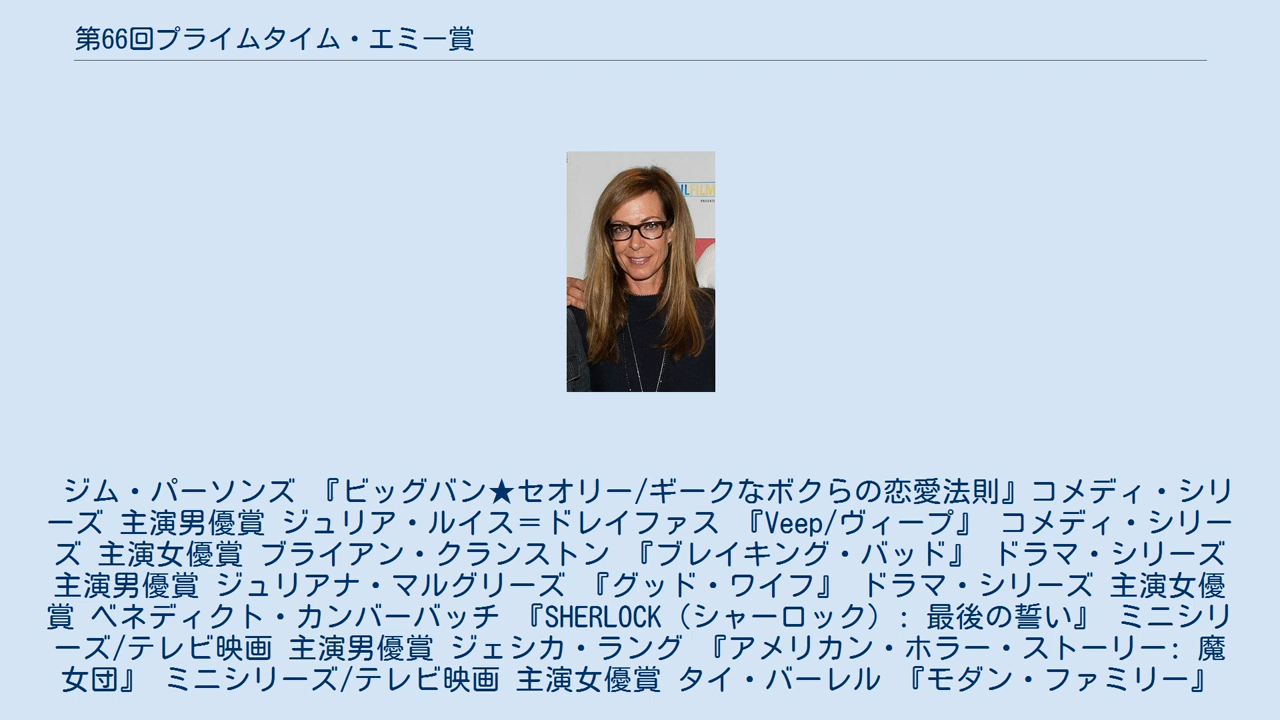 第66回プライムタイム・エミー賞
ILFILM
ジム・パーソンズ 『ビッグバン★セオリー/ギークなボクらの恋愛法則』コメディ・シリ
ーズ 主演男優賞 ジュリア・ルイス＝ドレイファス 『Veep/ヴィープ』 コメディ・シリー
ズ 主演女優賞 ブライアン・クランストン 『ブレイキング・バッド』 ドラマ・シリーズ
主演男優賞 ジュリアナ・マルグリーズ 『グッド・ワイフ』 ドラマ・シリーズ 主演女優
賞 ベネディクト・カンバーバッチ 『SHERLOCK（シャーロック）: 最後の誓い』 ミニシリ
ーズ/テレビ映画 主演男優賞 ジェシカ・ラング 『アメリカン・ホラー・ストーリー: 魔
女団』 ミニシリーズ/テレビ映画 主演女優賞 タイ・バーレル 『モダン・ファミリー』